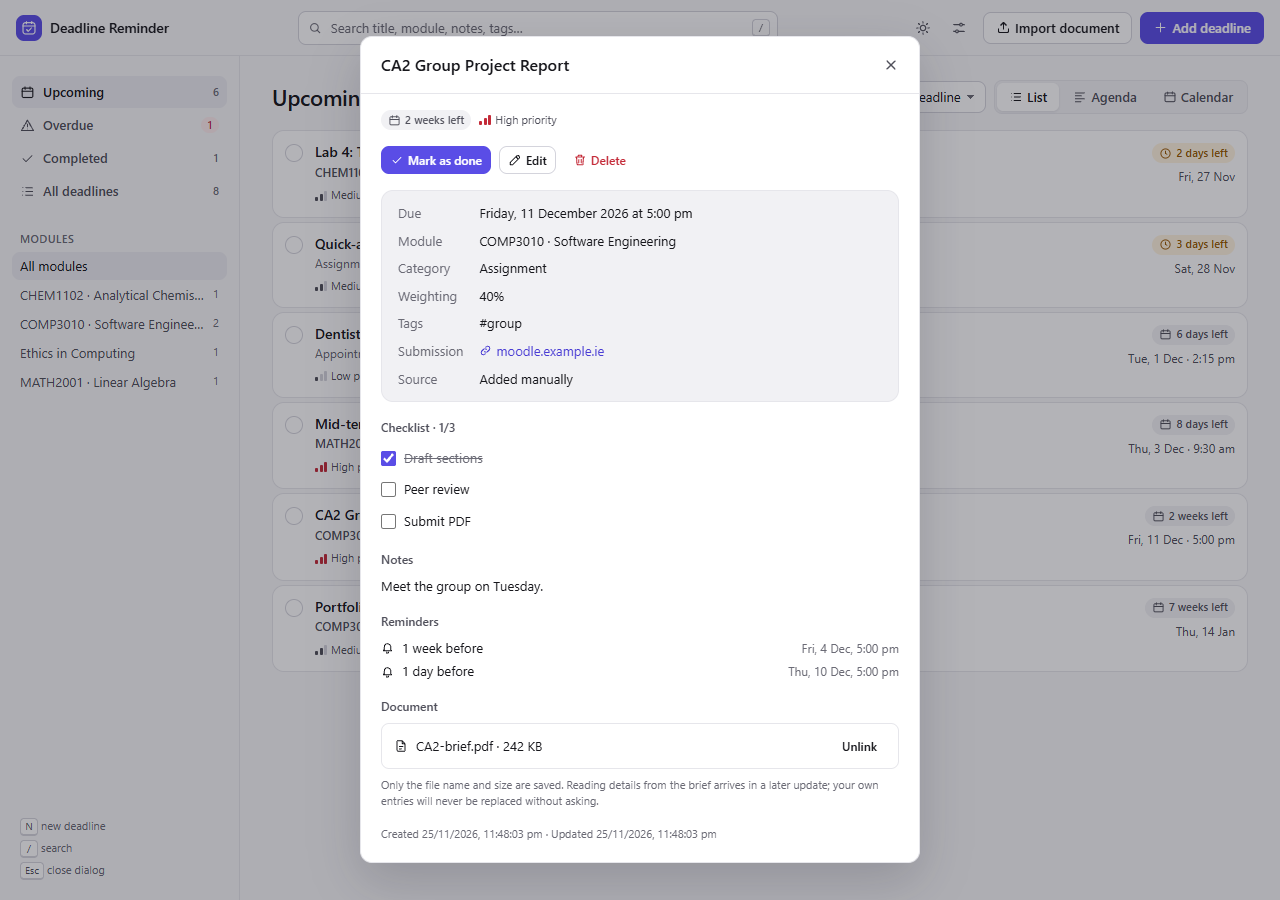 Deadline Reminder
Search title, module, notes, tags...
/
Import document
Add deadline
Upcoming 6
Overdue 1
Completed 1
All deadlines 8
MODULES
All modules
CHEM1102 · Analytical Chemis... 1
COMP3010 · Software Enginee... 2
Ethics in Computing 1
MATH2001 · Linear Algebra 1
N new deadline
/ search
Esc close dialog
List
Agenda
Calendar
Lab 4:
2 days left
Fri, 27 Nov
3 days left
Sat, 28 Nov
Dentist
6 days left
Low
Tue, 1 Dec · 2:15 pm
8 days left
High
Thu, 3 Dec · 9:30 am
CA2
2 weeks left
High
Fri, 11 Dec · 5:00 pm
7 weeks left
Thu, 14 Jan
CA2 Group Project Report
2 weeks left
High priority
Mark as done
Edit
Delete
Due Friday, 11 December 2026 at 5:00 pm
Module COMP3010 · Software Engineering
Category Assignment
Weighting 40%
Tags #group
Submission moodle.example.ie
Source Added manually
Checklist · 1/3
Draft sections
Peer review
Submit PDF
Notes
Meet the group on Tuesday.
Reminders
1 week before Fri, 4 Dec, 5:00 pm
1 day before Thu, 10 Dec, 5:00 pm
Document
CA2-brief.pdf · 242 KB Unlink
Only the file name and size are saved. Reading details from the brief arrives in a later update; your own
entries will never be replaced without asking.
Created 25/11/2026, 11:48:03 pm · Updated 25/11/2026, 11:48:03 pm